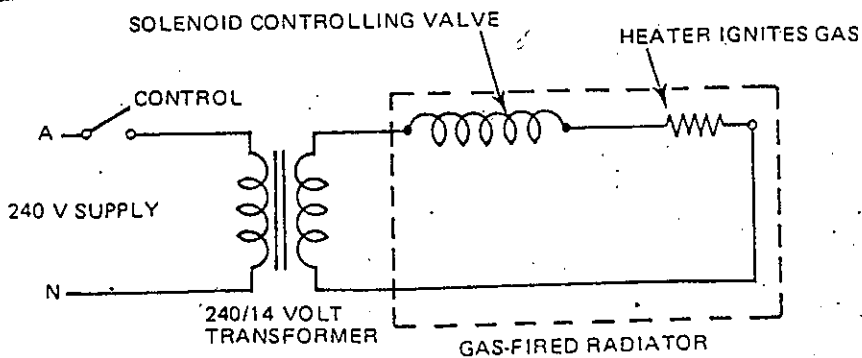 SOLENOID CONTROLLING VALVE
HEATER IGNITES GAS
CONTROL
A
240 V SUPPLY
N
240/14 VOLT
TRANSFORMER
GAS-FIRED RADIATOR